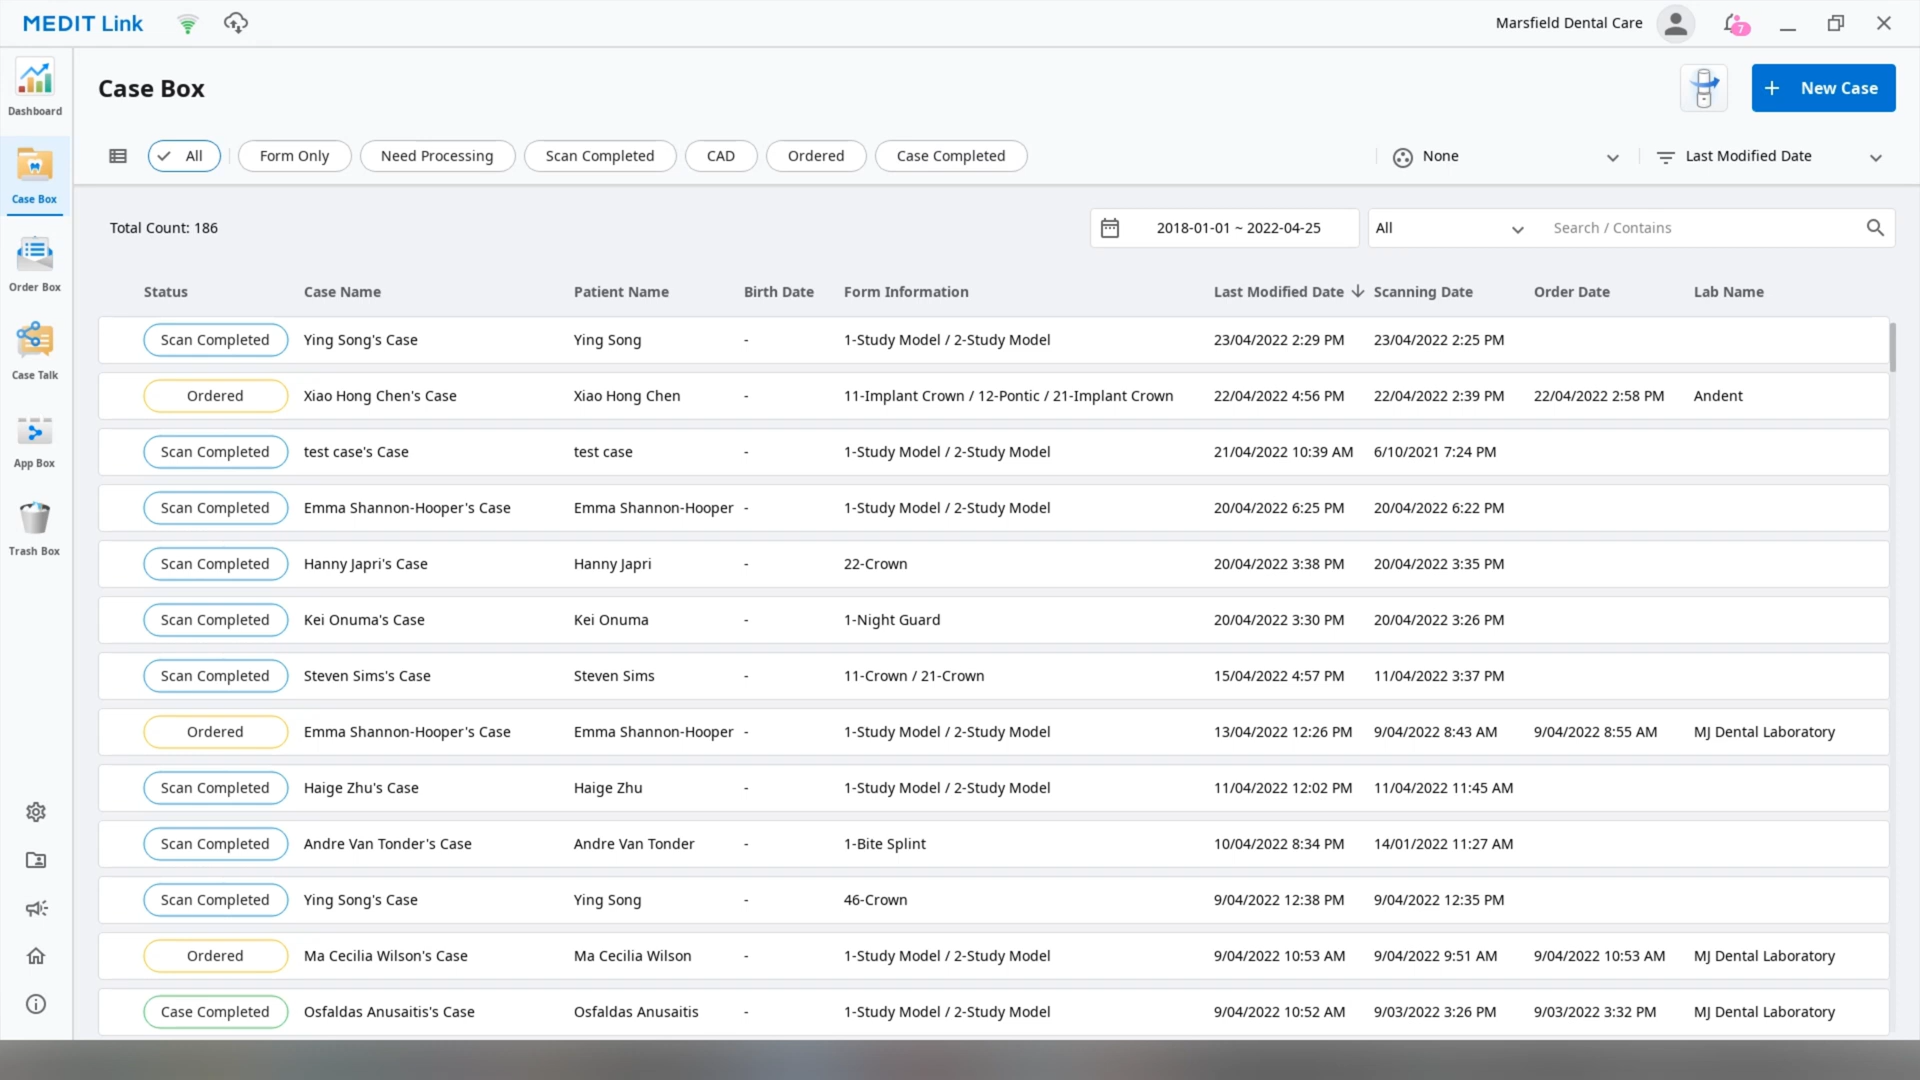 MEDIT Link
Marsfield Dental Care
7
Dashboard
Case Box
Order Box
Case Talk
App Box
Trash Box
Case Box
+ New Case
All
Form Only
Need Processing
Scan Completed
CAD
Ordered
Case Completed
None
Last Modified Date
Total Count: 186
2018-01-01 ~ 2022-04-25
All
Search / Contains
Status Case Name Patient Name Birth Date Form Information Last Modified Date Scanning Date Order Date Lab Name
Scan Completed Ying Song's Case Ying Song - 1-Study Model / 2-Study Model 23/04/2022 2:29 PM 23/04/2022 2:25 PM
Ordered Xiao Hong Chen's Case Xiao Hong Chen - 11-Implant Crown / 12-Pontic / 21-Implant Crown 22/04/2022 4:56 PM 22/04/2022 2:39 PM 22/04/2022 2:58 PM Andent
Scan Completed test case's Case test case - 1-Study Model / 2-Study Model 21/04/2022 10:39 AM 6/10/2021 7:24 PM
Scan Completed Emma Shannon-Hooper's Case Emma Shannon-Hooper - 1-Study Model / 2-Study Model 20/04/2022 6:25 PM 20/04/2022 6:22 PM
Scan Completed Hanny Japri's Case Hanny Japri - 22-Crown 20/04/2022 3:38 PM 20/04/2022 3:35 PM
Scan Completed Kei Onuma's Case Kei Onuma - 1-Night Guard 20/04/2022 3:30 PM 20/04/2022 3:26 PM
Scan Completed Steven Sims's Case Steven Sims - 11-Crown / 21-Crown 15/04/2022 4:57 PM 11/04/2022 3:37 PM
Ordered Emma Shannon-Hooper's Case Emma Shannon-Hooper - 1-Study Model / 2-Study Model 13/04/2022 12:26 PM 9/04/2022 8:43 AM 9/04/2022 8:55 AM MJ Dental Laboratory
Scan Completed Haige Zhu's Case Haige Zhu - 1-Study Model / 2-Study Model 11/04/2022 12:02 PM 11/04/2022 11:45 AM
Scan Completed Andre Van Tonder's Case Andre Van Tonder - 1-Bite Splint 10/04/2022 8:34 PM 14/01/2022 11:27 AM
Scan Completed Ying Song's Case Ying Song - 46-Crown 9/04/2022 12:38 PM 9/04/2022 12:35 PM
Ordered Ma Cecilia Wilson's Case Ma Cecilia Wilson - 1-Study Model / 2-Study Model 9/04/2022 10:53 AM 9/04/2022 9:51 AM 9/04/2022 10:53 AM MJ Dental Laboratory
Case Completed Osfaldas Anusaitis's Case Osfaldas Anusaitis - 1-Study Model / 2-Study Model 9/04/2022 10:52 AM 9/03/2022 3:26 PM 9/03/2022 3:32 PM MJ Dental Laboratory